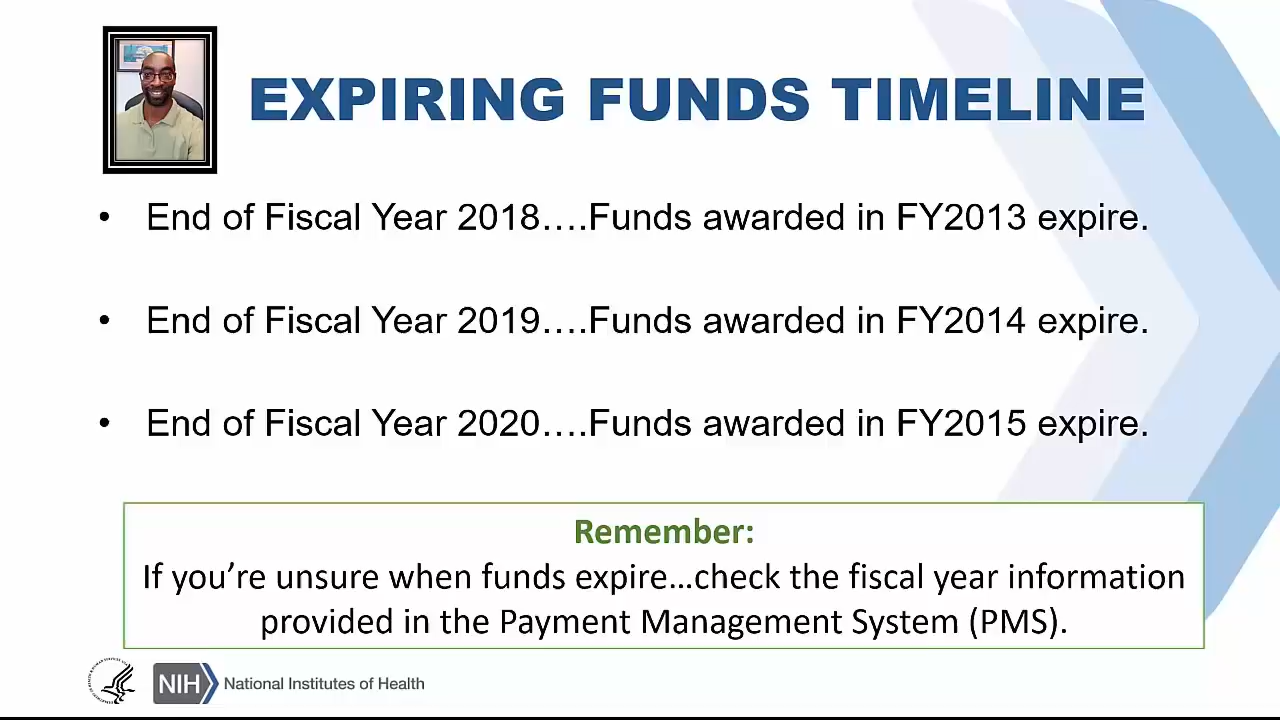 EXPIRING FUNDS TIMELINE
• End of Fiscal Year 2018....Funds awarded in FY2013 expire.
• End of Fiscal Year 2019....Funds awarded in FY2014 expire.
• End of Fiscal Year 2020....Funds awarded in FY2015 expire.
Remember:
If you’re unsure when funds expire...check the fiscal year information
provided in the Payment Management System (PMS).
NIH National Institutes of Health